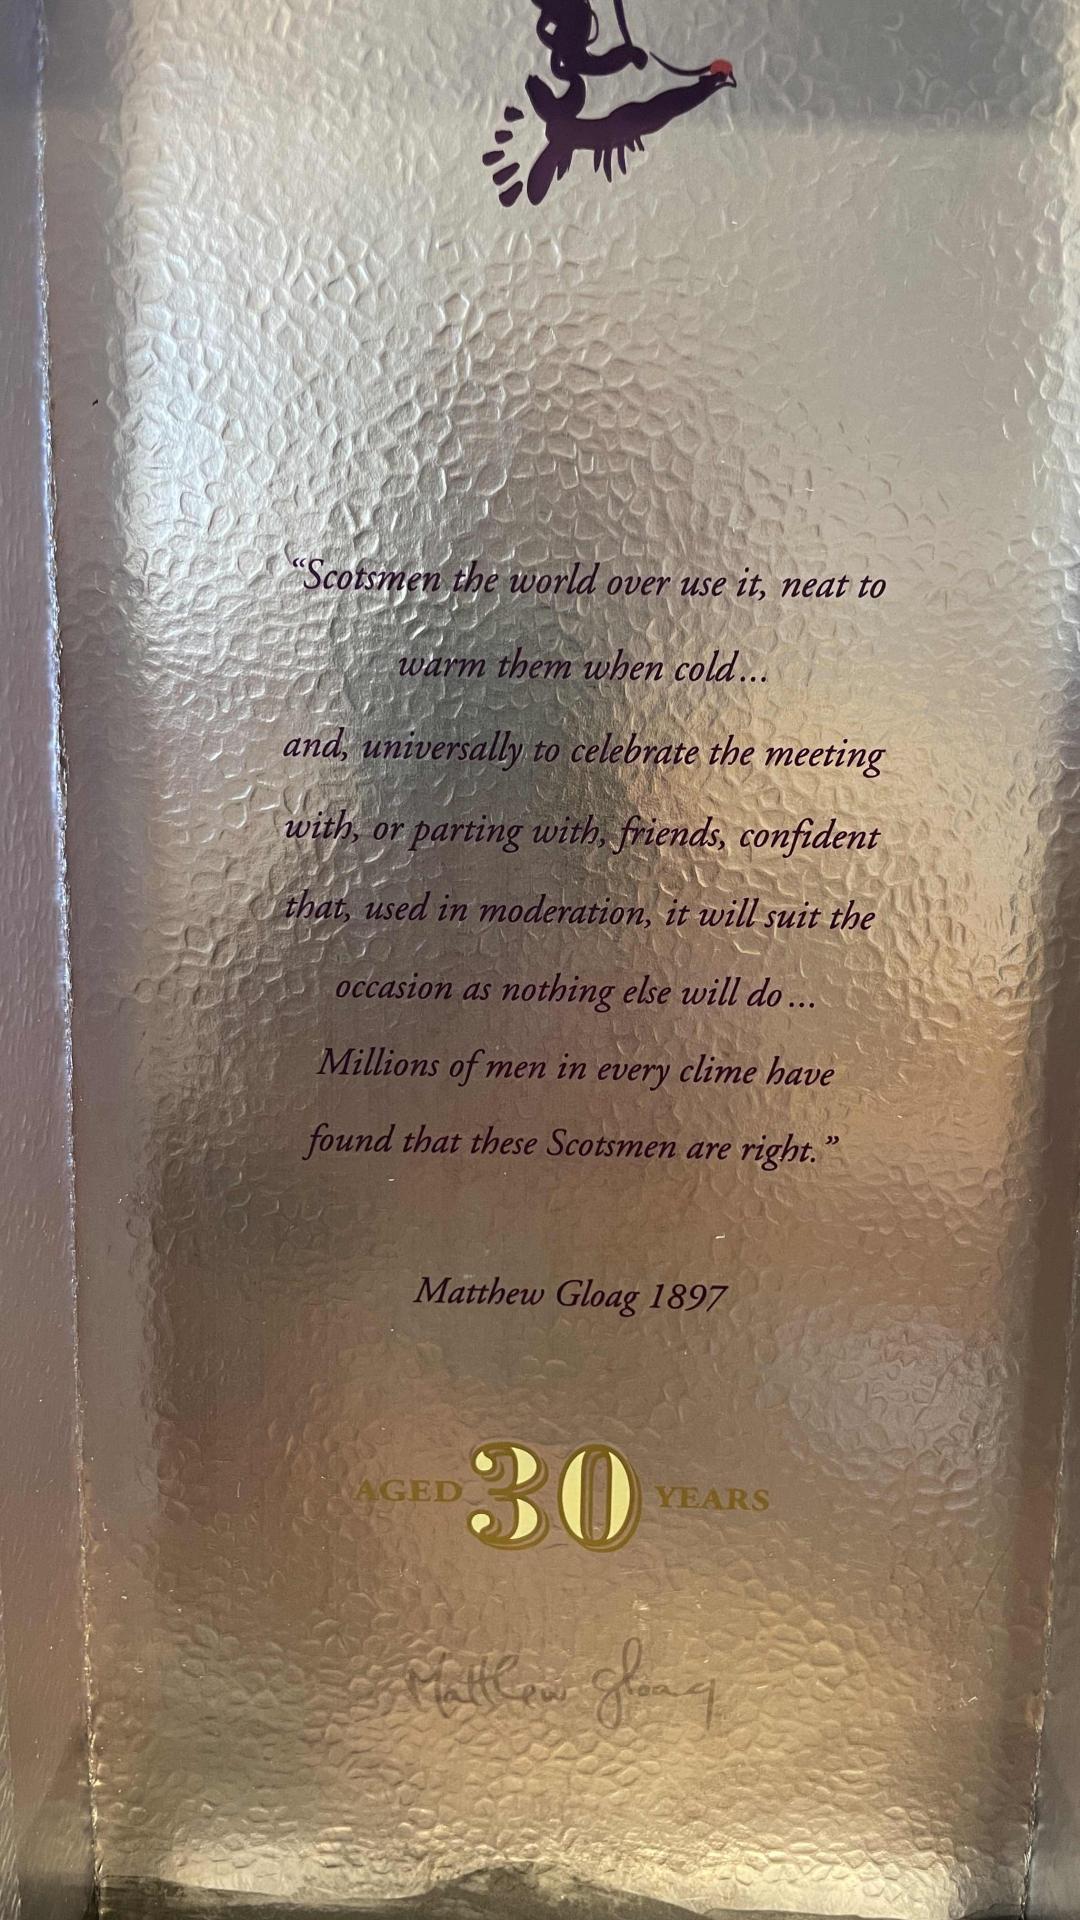 “Scotsmen the world over use it, neat to
warm them when cold...
and, universally to celebrate the meeting
with, or parting with, friends, confident
that, used in moderation, it will suit the
occasion as nothing else will do...
Millions of men in every clime have
found that these Scotsmen are right.”
Matthew Gloag 1897
AGED 30 YEARS
Matthew Gloag